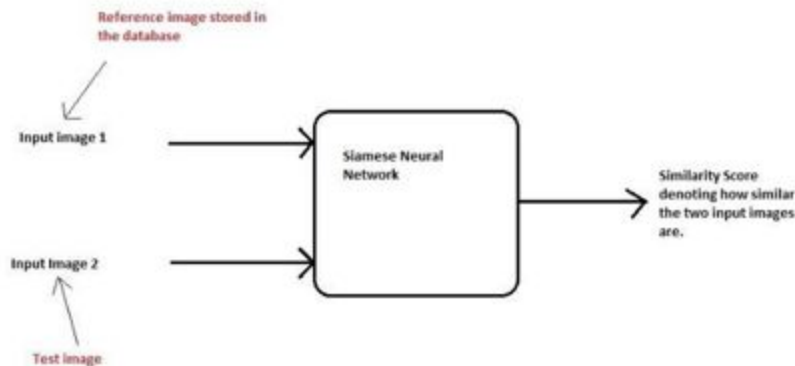 Reference image stored in
the database
Input image 1
Siamese Neural
Network
Similarity Score
denoting how similar
the two input images
are.
Input Image 2
Test image